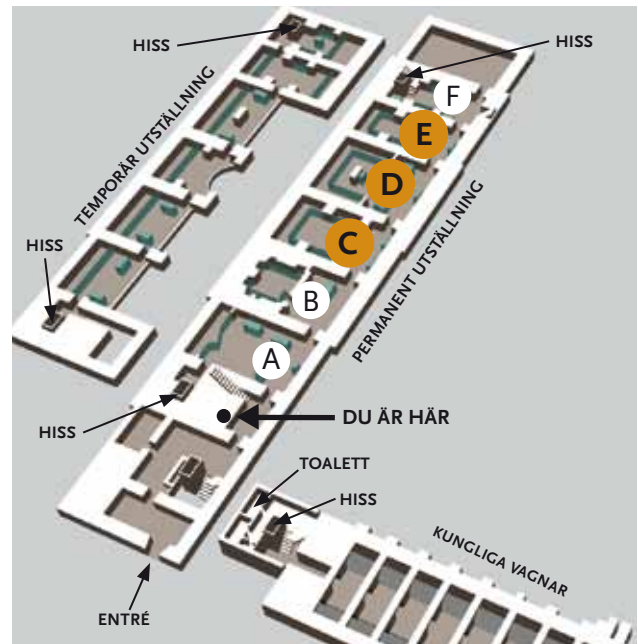 HISS
HISS
TEMPORÄR UTSTÄLLNING
F
E
D
C
B
A
PERMANENT UTSTÄLLNING
HISS
HISS
DU ÄR HÄR
TOALETT
HISS
KUNGLIGA VAGNAR
ENTRÉ